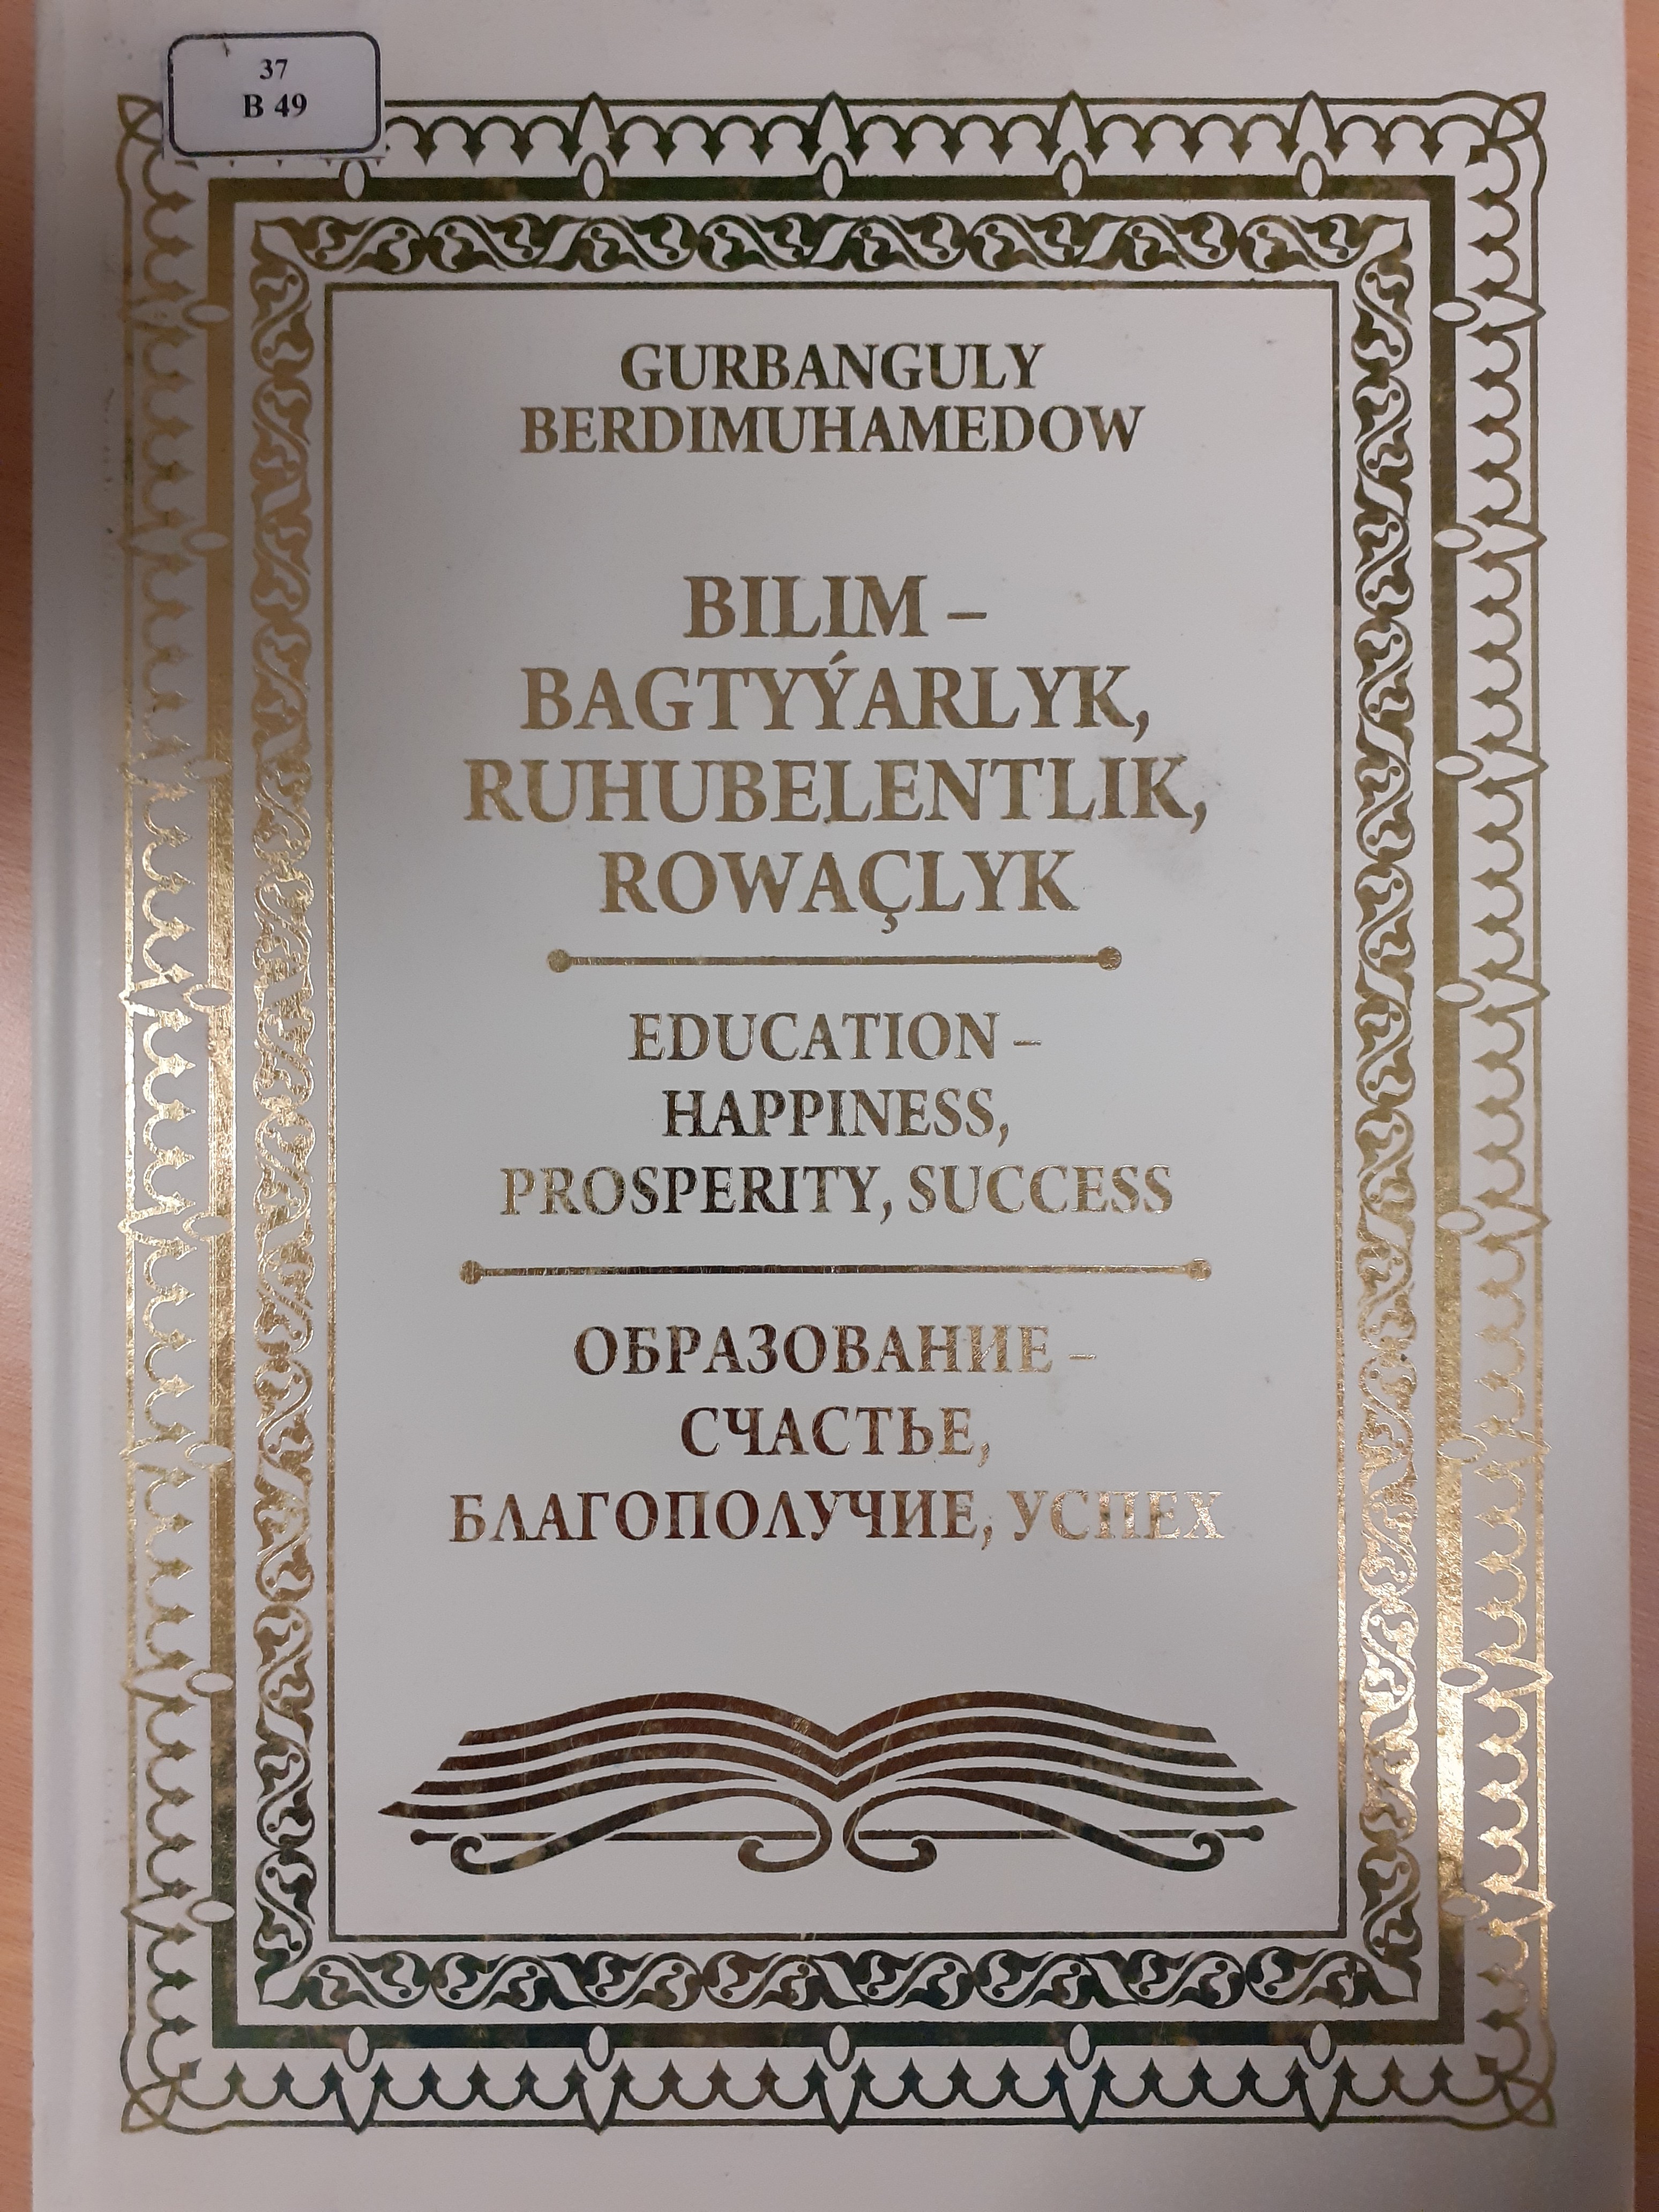 37
B 49
GURBANGULY
BERDIMUHAMEDOW
BILIM –
BAGTYÝARLYK,
RUHUBELENTLIK,
ROWAÇLYK
EDUCATION –
HAPPINESS,
PROSPERITY, SUCCESS
ОБРАЗОВАНИЕ –
СЧАСТЬЕ,
БЛАГОПОЛУЧИЕ, УСПЕХ